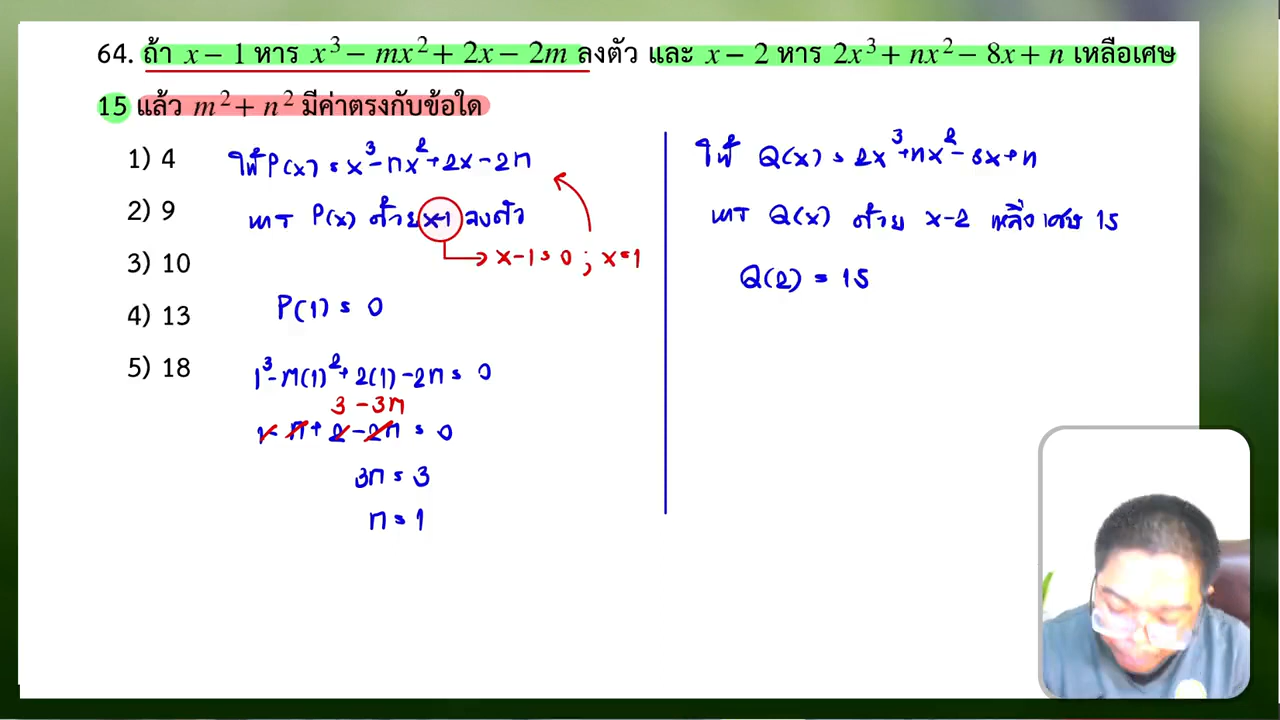 64. ถ้า x − 1 หาร x³ − mx² + 2x − 2m ลงตัว และ x − 2 หาร 2x³ + nx² − 8x + n เหลือเศษ
15 แล้ว m² + n² มีค่าตรงกับข้อใด
1) 4
2) 9
3) 10
4) 13
5) 18
ให้ P(x) = x³ − mx² + 2x − 2m
หาร P(x) ด้วย x−1 ลงตัว
x − 1 = 0 ; x = 1
P(1) = 0
1³ − m(1)² + 2(1) − 2m = 0
3 − 3m
1 − m + 2 − 2m = 0
3m = 3
m = 1
ให้ Q(x) = 2x³ + nx² − 8x + n
หาร Q(x) ด้วย x−2 เหลือเศษ 15
Q(2) = 15